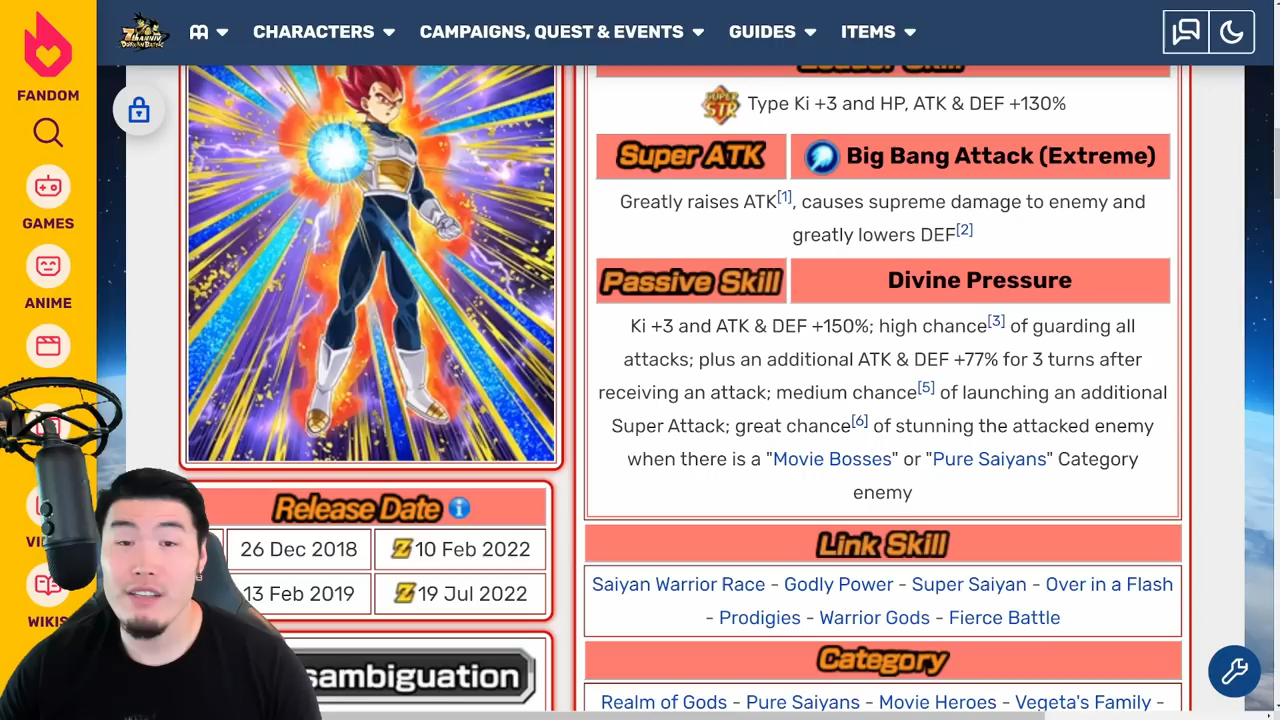 CHARACTERS
CAMPAIGNS, QUEST & EVENTS
GUIDES
ITEMS
FANDOM
GAMES
ANIME
WIKIS
Leader Skill
SUPER STR Type Ki +3 and HP, ATK & DEF +130%
Super ATK
Big Bang Attack (Extreme)
Greatly raises ATK[1], causes supreme damage to enemy and
greatly lowers DEF[2]
Passive Skill
Divine Pressure
Ki +3 and ATK & DEF +150%; high chance[3] of guarding all
attacks; plus an additional ATK & DEF +77% for 3 turns after
receiving an attack; medium chance[5] of launching an additional
Super Attack; great chance[6] of stunning the attacked enemy
when there is a "Movie Bosses" or "Pure Saiyans" Category
enemy
Release Date
26 Dec 2018
Z 10 Feb 2022
13 Feb 2019
Z 19 Jul 2022
sambiguation
Link Skill
Saiyan Warrior Race - Godly Power - Super Saiyan - Over in a Flash
- Prodigies - Warrior Gods - Fierce Battle
Category
Realm of Gods - Pure Saiyans - Movie Heroes - Vegeta's Family -